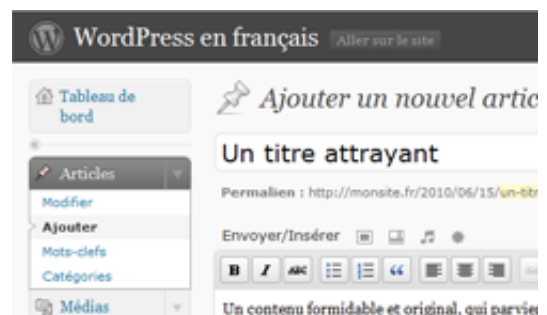 WordPress en français Aller sur le site
Tableau de
bord
Ajouter un nouvel artic
Un titre attrayant
Articles
Permalien : http://monsite.fr/2010/06/15/un-titr
Modifier
Ajouter
Envoyer/Insérer
Mots-clefs
Catégories
B I ABC
Médias
Un contenu formidable et original, qui parvien